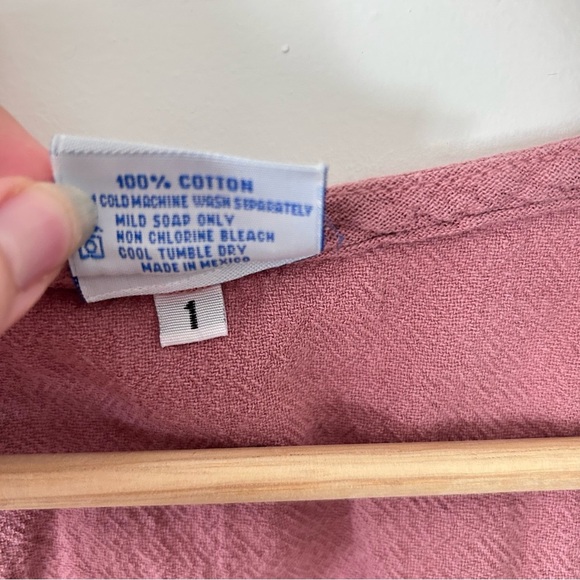 100% COTTON
COLD MACHINE WASH SEPARATELY
MILD SOAP ONLY
NON CHLORINE BLEACH
COOL TUMBLE DRY
MADE IN MEXICO
1